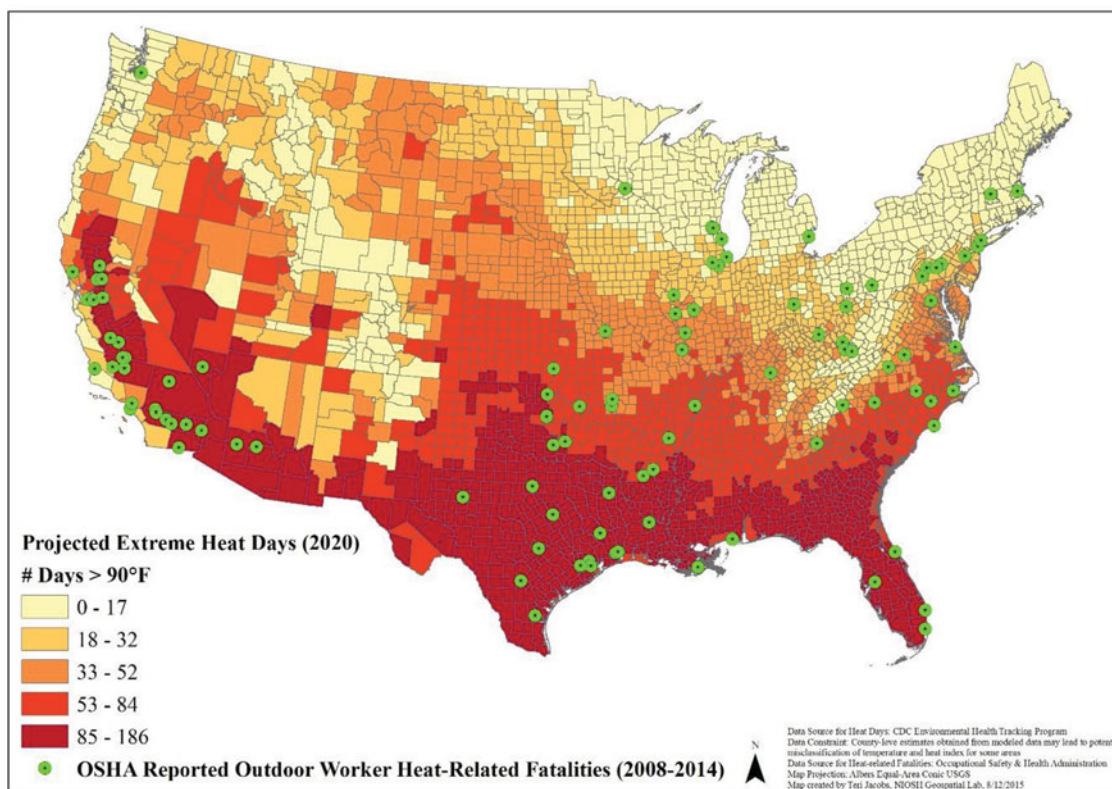 Projected Extreme Heat Days (2020)
# Days > 90°F
0 - 17
18 - 32
33 - 52
53 - 84
85 - 186
OSHA Reported Outdoor Worker Heat-Related Fatalities (2008-2014)
N
Data Source for Heat Days: CDC Environmental Health Tracking Program
Data Constraint: County-leve estimates obtained from modeled data may lead to potent
misclassification of temperature and heat index for some areas
Data Source for Heat-related Fatalities: Occupational Safety & Health Administration
Map Projection: Albers Equal-Area Conic USGS
Map created by Teri Jacobs, NIOSH Geospatial Lab, 8/12/2015